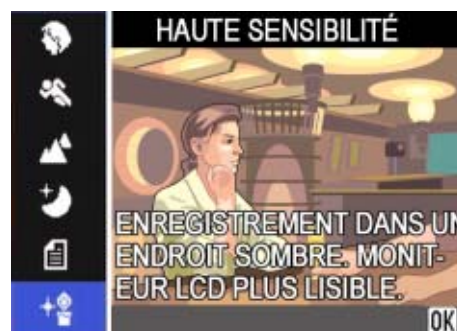 HAUTE SENSIBILITÉ
ENREGISTREMENT DANS UN
ENDROIT SOMBRE. MONIT-
EUR LCD PLUS LISIBLE.
OK